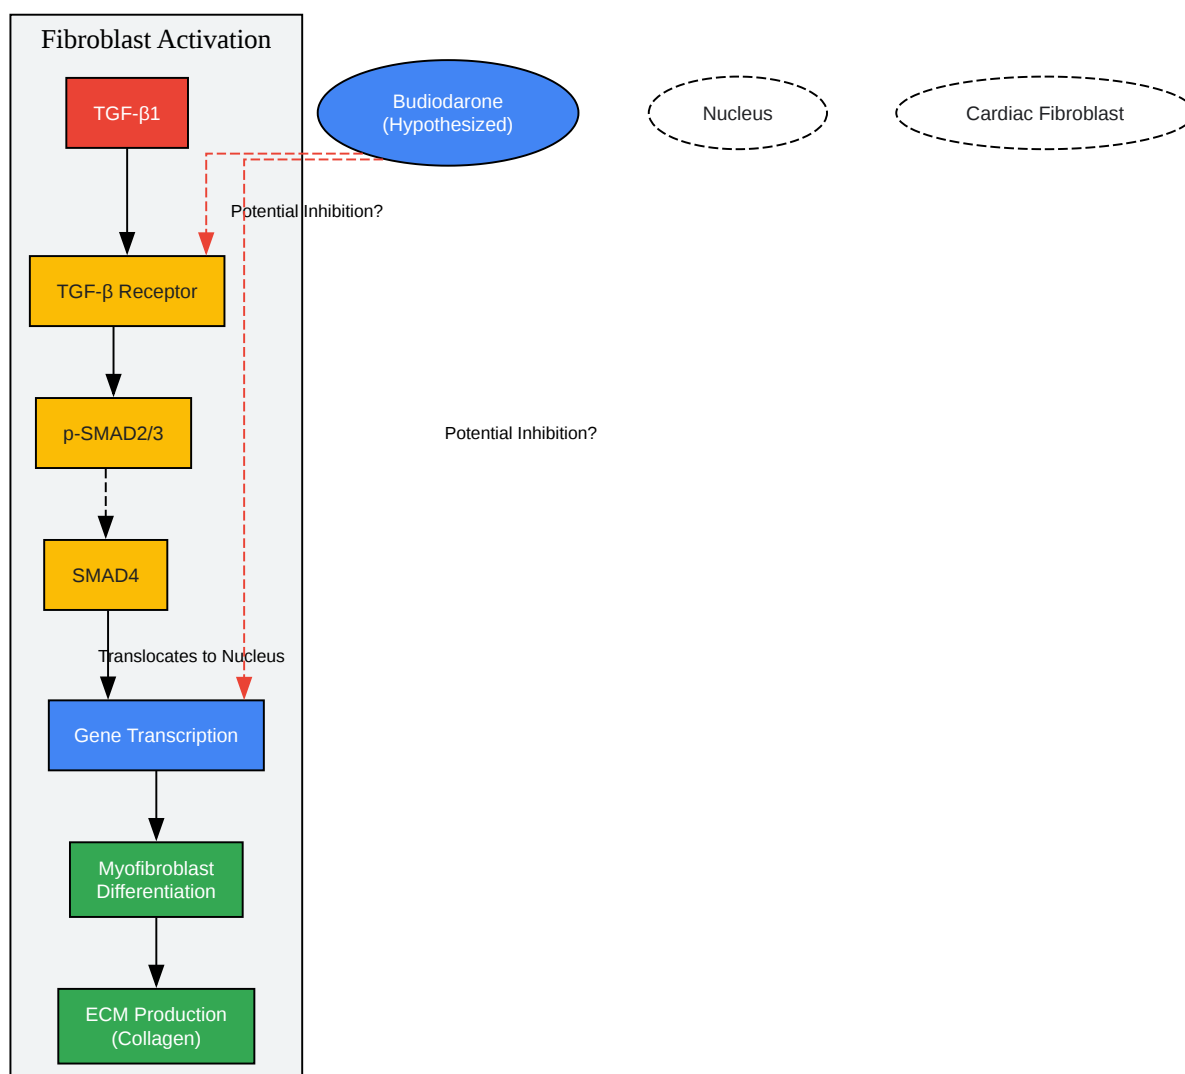 Fibroblast Activation
TGF-β1
Budiodarone
(Hypothesized)
Nucleus
Cardiac Fibroblast
Potential Inhibition?
TGF-β Receptor
p-SMAD2/3
Potential Inhibition?
SMAD4
Translocates to Nucleus
Gene Transcription
Myofibroblast
Differentiation
ECM Production
(Collagen)